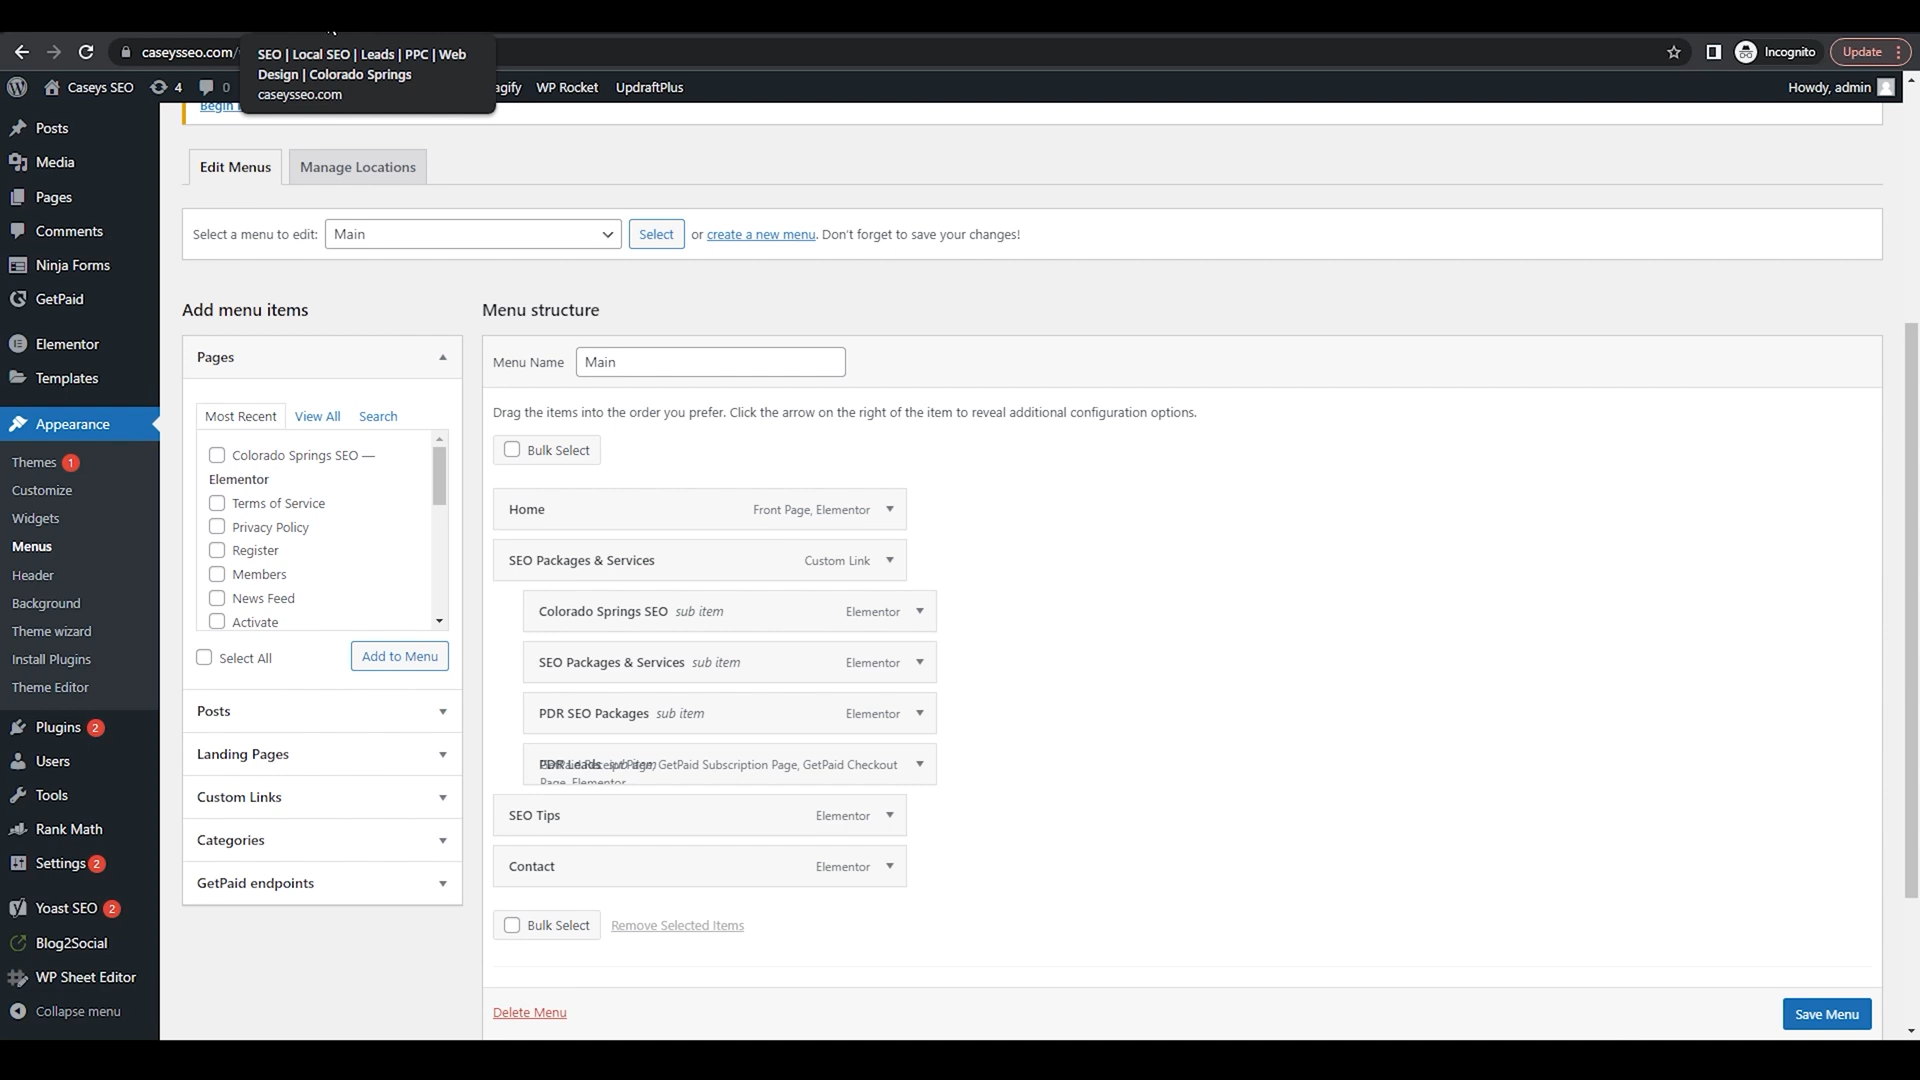 caseysseo.com/
SEO | Local SEO | Leads | PPC | Web
Design | Colorado Springs
caseysseo.com
Incognito
Update
Caseys SEO
4
0
agify
WP Rocket
UpdraftPlus
Howdy, admin
Begin
Posts
Media
Pages
Comments
Ninja Forms
GetPaid
Elementor
Templates
Appearance
Themes 1
Customize
Widgets
Menus
Header
Background
Theme wizard
Install Plugins
Theme Editor
Plugins 2
Users
Tools
Rank Math
Settings 2
Yoast SEO 2
Blog2Social
WP Sheet Editor
Collapse menu
Edit Menus
Manage Locations
Select a menu to edit: Main Select or create a new menu. Don't forget to save your changes!
Add menu items
Pages
Most Recent View All Search
Colorado Springs SEO —
Elementor
Terms of Service
Privacy Policy
Register
Members
News Feed
Activate
Select All
Add to Menu
Posts
Landing Pages
Custom Links
Categories
GetPaid endpoints
Menu structure
Menu Name Main
Drag the items into the order you prefer. Click the arrow on the right of the item to reveal additional configuration options.
Bulk Select
Home Front Page, Elementor
SEO Packages & Services Custom Link
Colorado Springs SEO sub item Elementor
SEO Packages & Services sub item Elementor
PDR SEO Packages sub item Elementor
PDR Leads sub item
GetPaid Receipt Page, GetPaid Subscription Page, GetPaid Checkout
Page, Elementor
SEO Tips Elementor
Contact Elementor
Bulk Select Remove Selected Items
Delete Menu
Save Menu